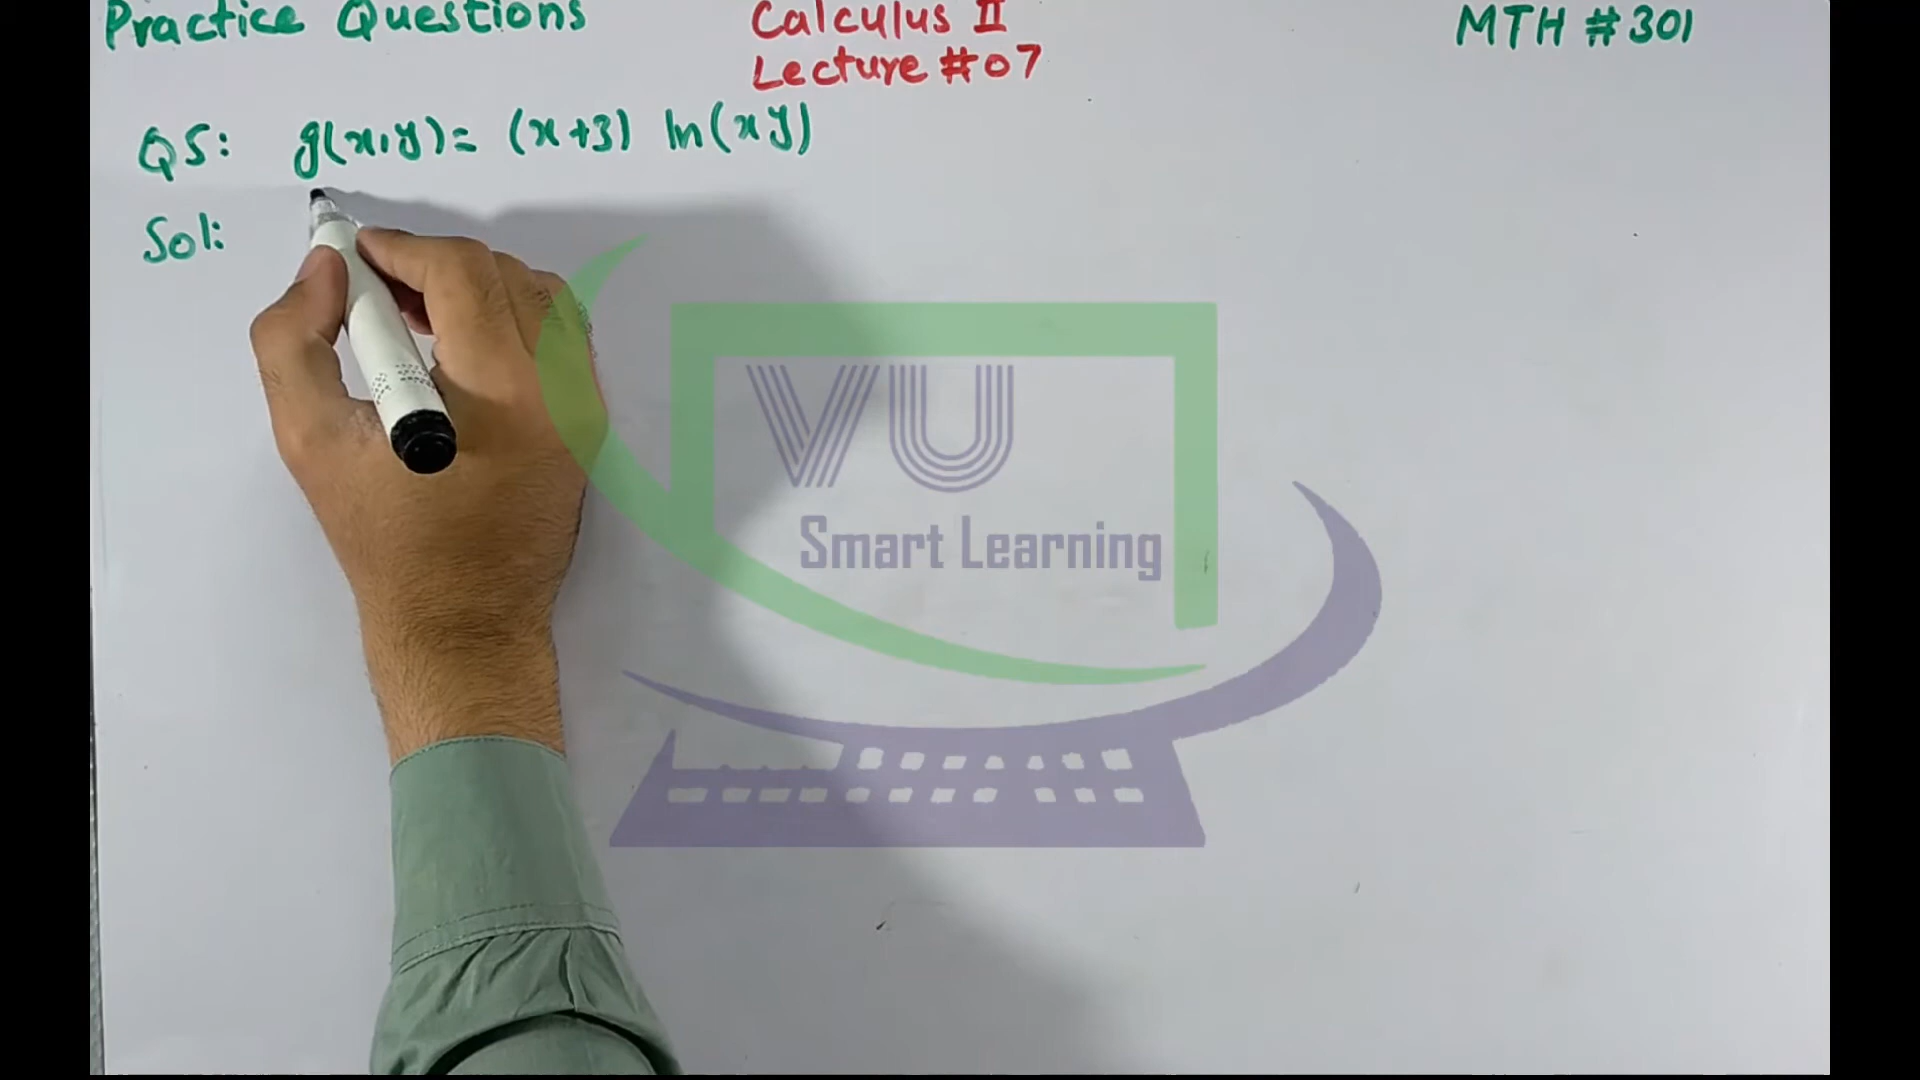 Practice Questions Calculus II MTH #301
Lecture #07
Q5: g(x,y)= (x+3) ln(xy)
Sol:
VU
Smart Learning